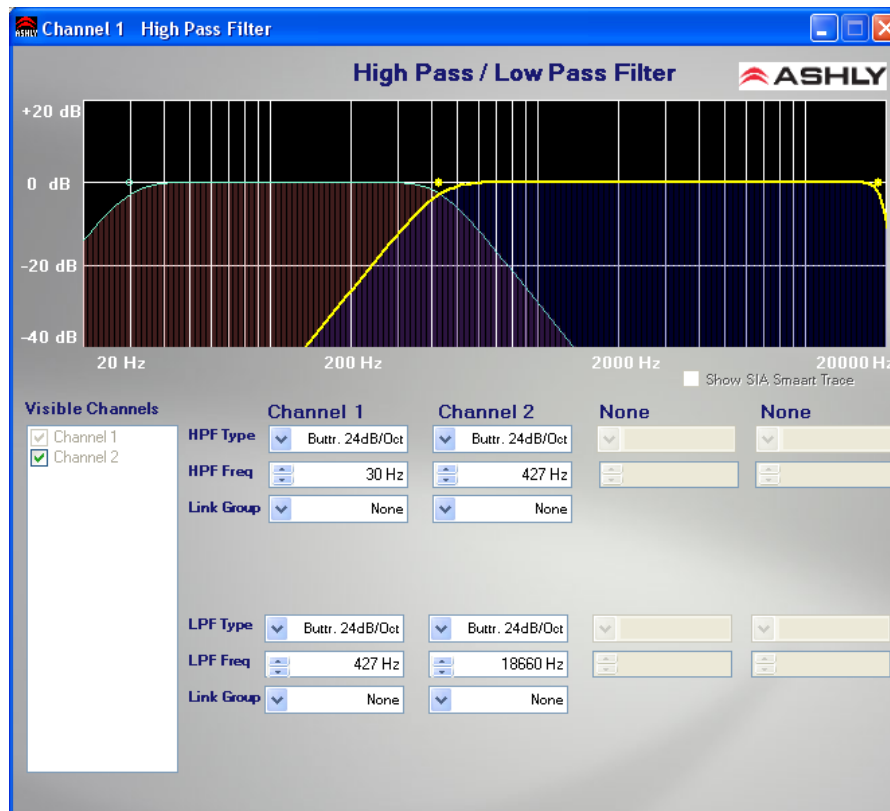 ASHLY Channel 1 High Pass Filter
High Pass / Low Pass Filter ASHLY
+20 dB
0 dB
-20 dB
-40 dB
20 Hz 200 Hz 2000 Hz 20000 Hz
Show SIA Smaart Trace
Visible Channels
Channel 1
Channel 2
Channel 1 Channel 2 None None
HPF Type Buttr. 24dB/Oct Buttr. 24dB/Oct
HPF Freq 30 Hz 427 Hz
Link Group None None
LPF Type Buttr. 24dB/Oct Buttr. 24dB/Oct
LPF Freq 427 Hz 18660 Hz
Link Group None None